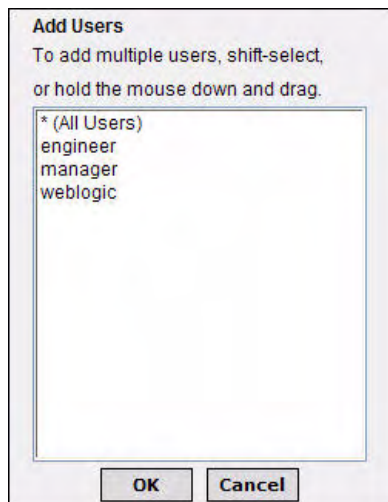 Add Users
To add multiple users, shift-select,
or hold the mouse down and drag.
* (All Users)
engineer
manager
weblogic
OK Cancel